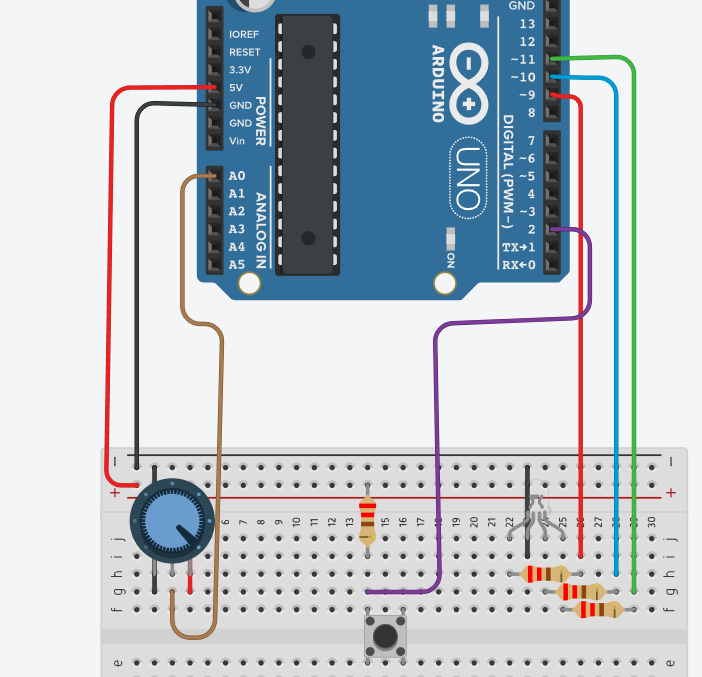 GND
13
12
~11
~10
~9
8
IOREF
RESET
3.3V
5V
GND
GND
Vin
POWER
ARDUINO
UNO
DIGITAL (PWM~)
7
~6
~5
4
~3
2
TX→1
RX←0
A0
A1
A2
A3
A4
A5
ANALOG IN
ON
− −
+ +
6 7 8 9 10 11 12 13 15 16 17 18 19 20 21 22 23 25 26 27 28 29 30
j j
i i
h h
g g
f f
e e